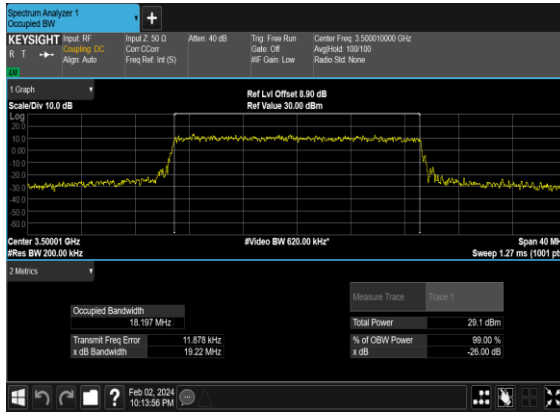 Spectrum Analyzer 1
Occupied BW
+
KEYSIGHT
R T
LXI
Input: RF
Coupling: DC
Align: Auto
Input Z: 50 Ω
Corr CCorr
Freq Ref: Int (S)
Atten: 40 dB
Trig: Free Run
Gate: Off
#IF Gain: Low
Center Freq: 3.500010000 GHz
Avg|Hold: 100/100
Radio Std: None
1 Graph
Scale/Div 10.0 dB
Ref Lvl Offset 8.90 dB
Ref Value 30.00 dBm
Log
20.0
10.0
0.00
-10.0
-20.0
-30.0
-40.0
-50.0
-60.0
Center 3.50001 GHz
#Res BW 200.00 kHz
#Video BW 620.00 kHz*
Span 40 MH
Sweep 1.27 ms (1001 pts
2 Metrics
Measure Trace
Trace 1
Occupied Bandwidth
18.197 MHz
Total Power
29.1 dBm
Transmit Freq Error
11.878 kHz
% of OBW Power
99.00 %
x dB Bandwidth
19.22 MHz
x dB
-26.00 dB
?
Feb 02, 2024
10:13:56 PM